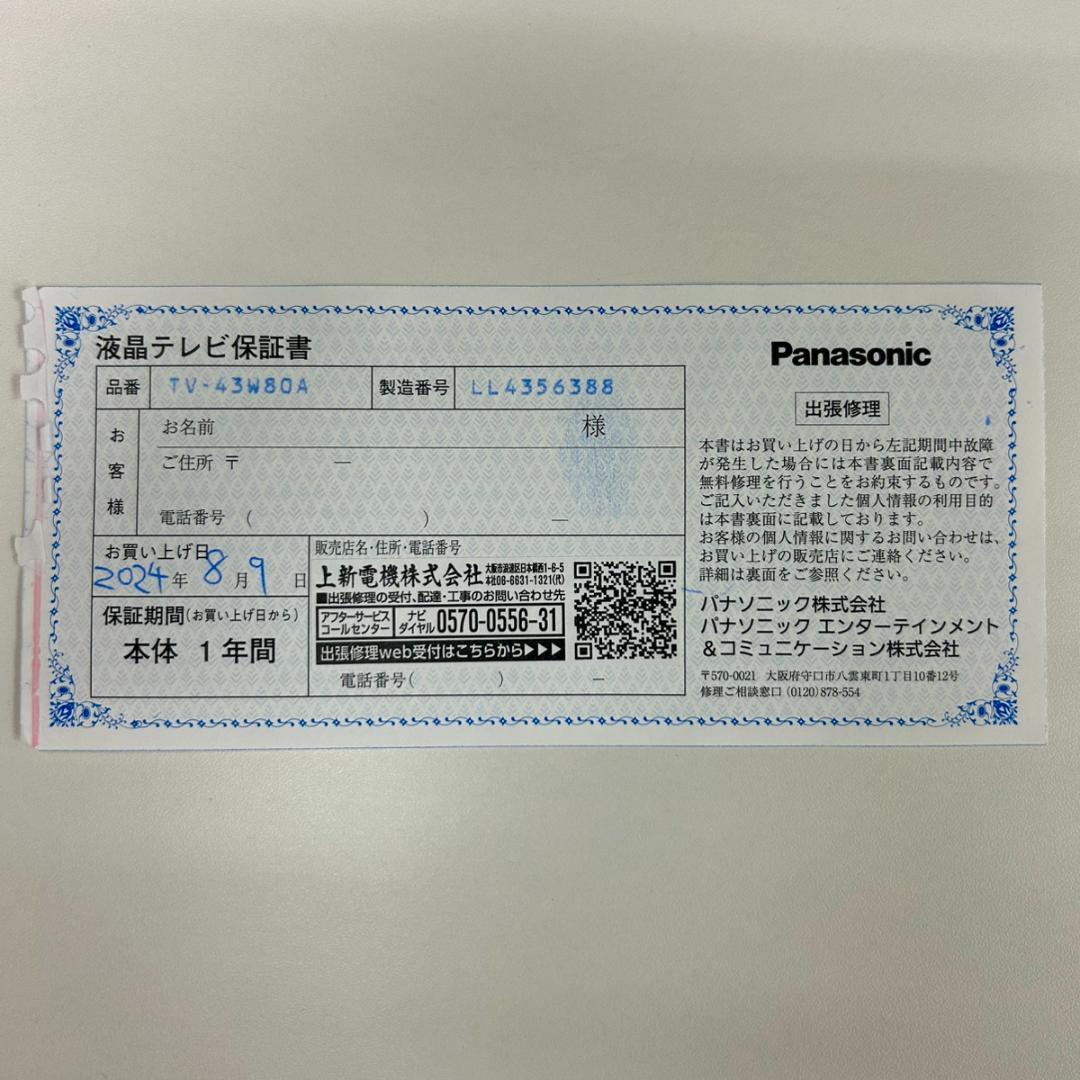 液晶テレビ保証書
品番 TV-43W80A 製造番号 LL4356388
お客様
お名前 様
ご住所 〒 ―
電話番号 ( ) ―
お買い上げ日
2024年 8月9日
保証期間(お買い上げ日から)
本体 1年間
販売店名・住所・電話番号
上新電機株式会社 大阪市浪速区日本橋西1-6-5
本社06-6631-1321(代)
■出張修理の受付、配達・工事のお問い合わせ先
アフターサービス
コールセンター
ナビ
ダイヤル 0570-0556-31
出張修理web受付はこちらから▶▶▶
電話番号( ) ―
Panasonic
出張修理
本書はお買い上げの日から左記期間中故障
が発生した場合には本書裏面記載内容で
無料修理を行うことをお約束するものです。
ご記入いただきました個人情報の利用目的
は本書裏面に記載しております。
お客様の個人情報に関するお問い合わせは、
お買い上げの販売店にご連絡ください。
詳細は裏面をご参照ください。
パナソニック株式会社
パナソニック エンターテインメント
&コミュニケーション株式会社
〒570-0021 大阪府守口市八雲東町1丁目10番12号
修理ご相談窓口 (0120)878-554